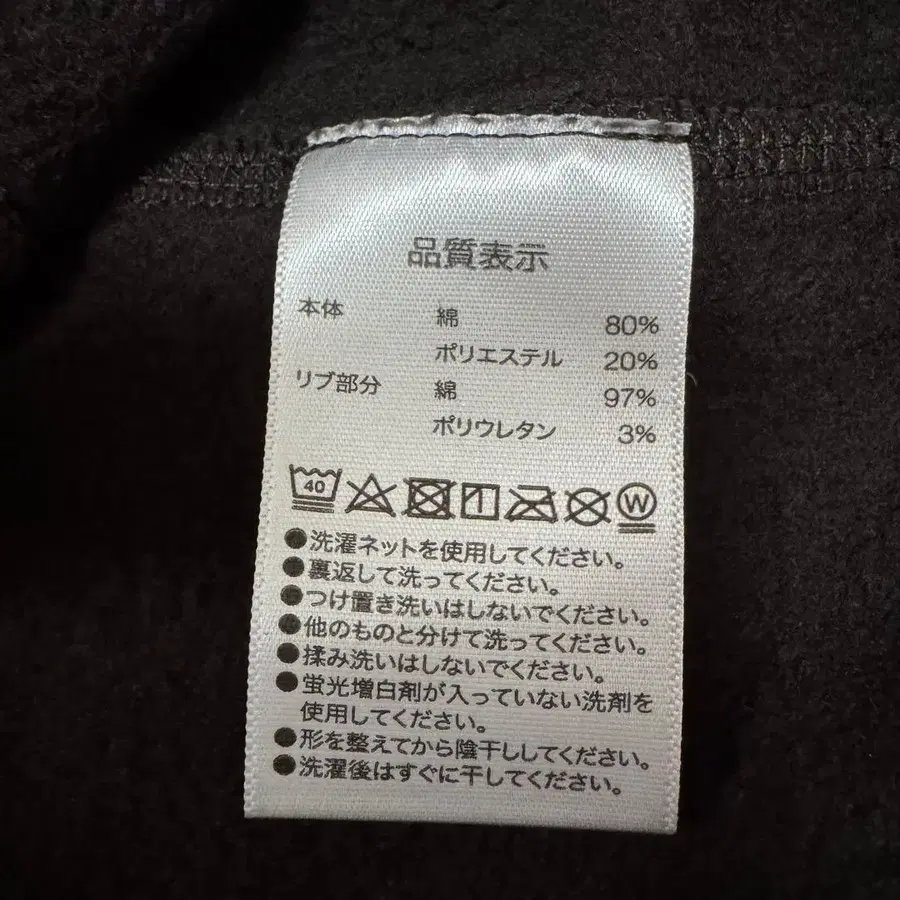 品質表示
本体 綿 80%
ポリエステル 20%
リブ部分 綿 97%
ポリウレタン 3%
40 W
●洗濯ネットを使用してください。
●裏返して洗ってください。
●つけ置き洗いはしないでください。
●他のものと分けて洗ってください。
●揉み洗いはしないでください。
●蛍光増白剤が入っていない洗剤を
使用してください。
●形を整えてから陰干ししてください。
●洗濯後はすぐに干してください。